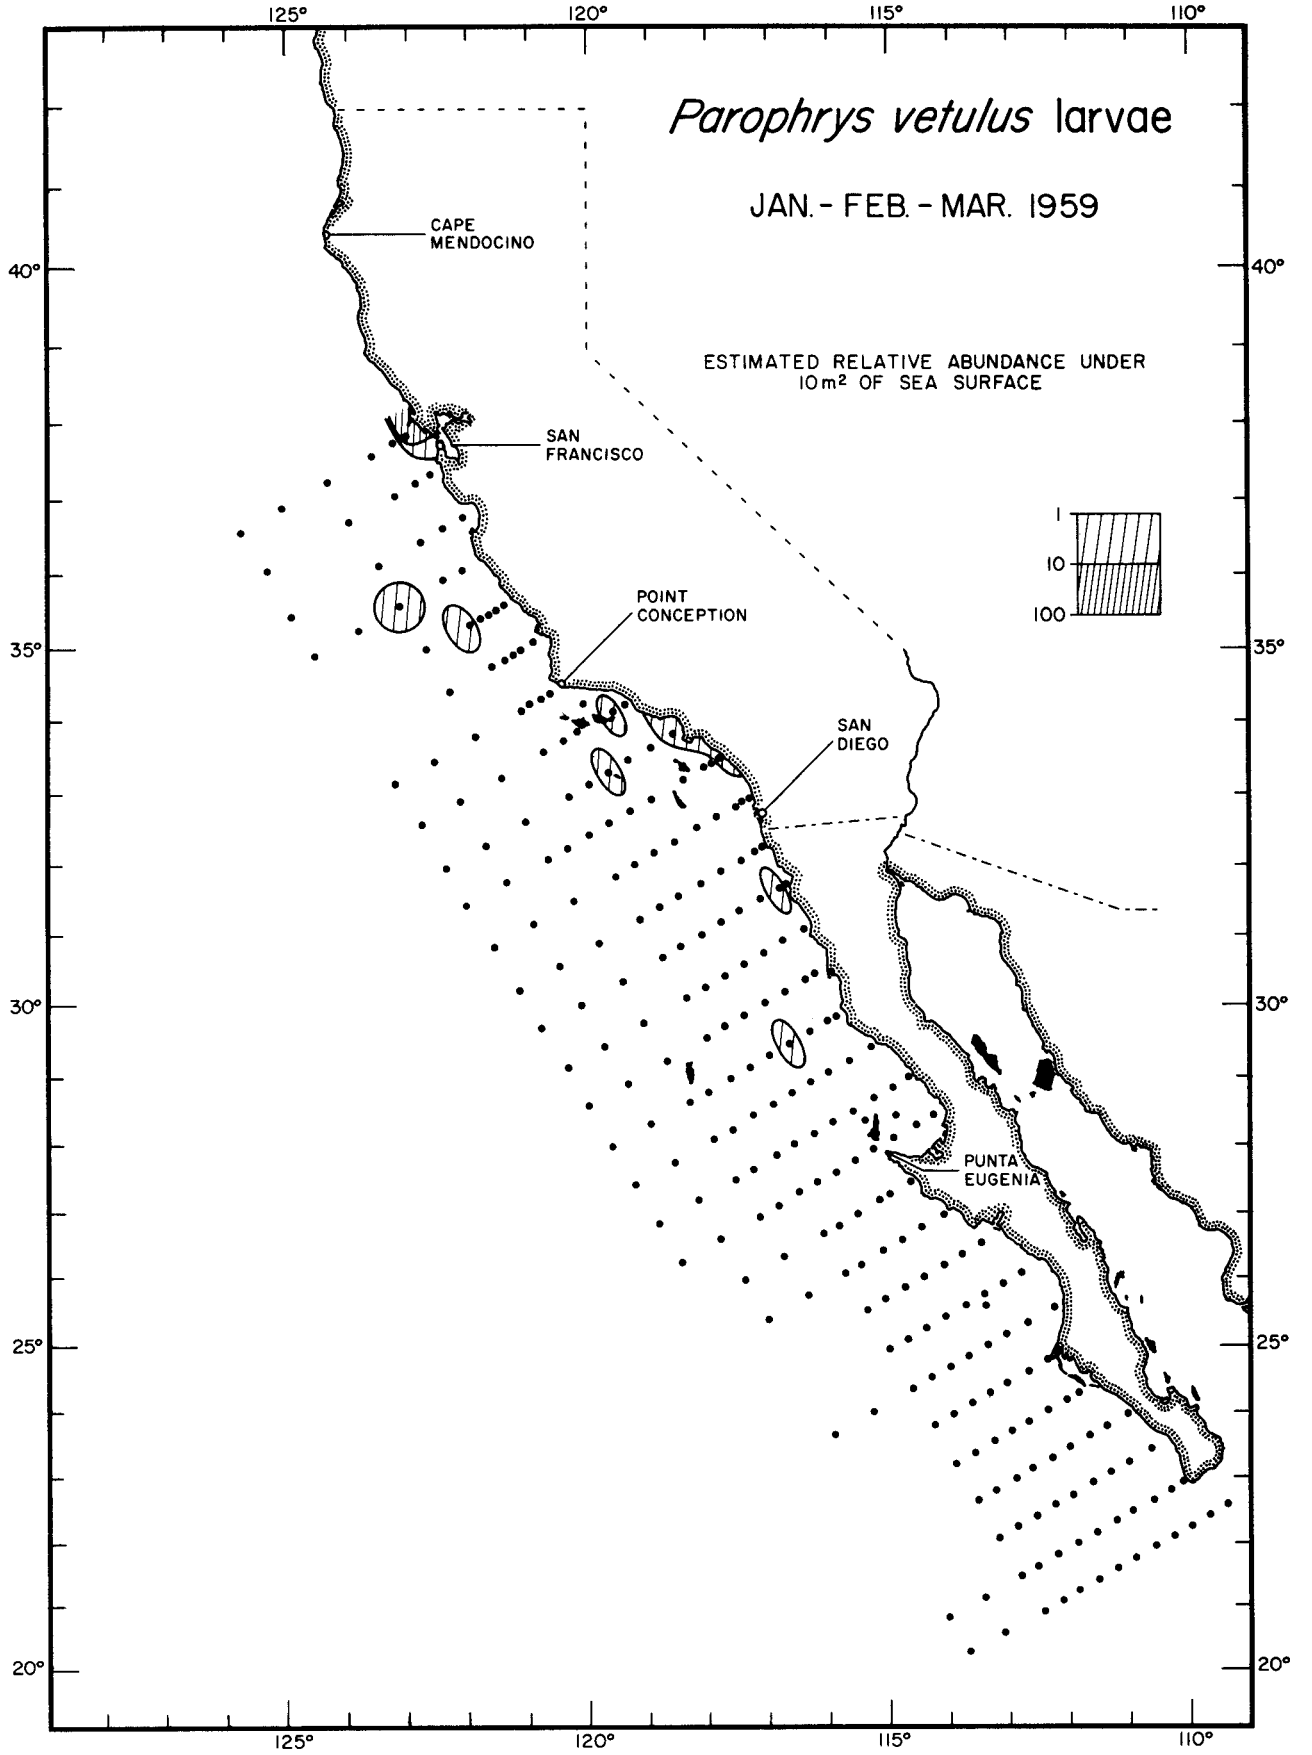 125° 120° 115° 110°
Parophrys vetulus larvae
JAN.- FEB. - MAR. 1959
CAPE
MENDOCINO
40° 40°
ESTIMATED RELATIVE ABUNDANCE UNDER
10m² OF SEA SURFACE
SAN
FRANCISCO
1
10
100
POINT
CONCEPTION
35° 35°
SAN
DIEGO
30° 30°
PUNTA
EUGENIA
25° 25°
20° 20°
125° 120° 115° 110°